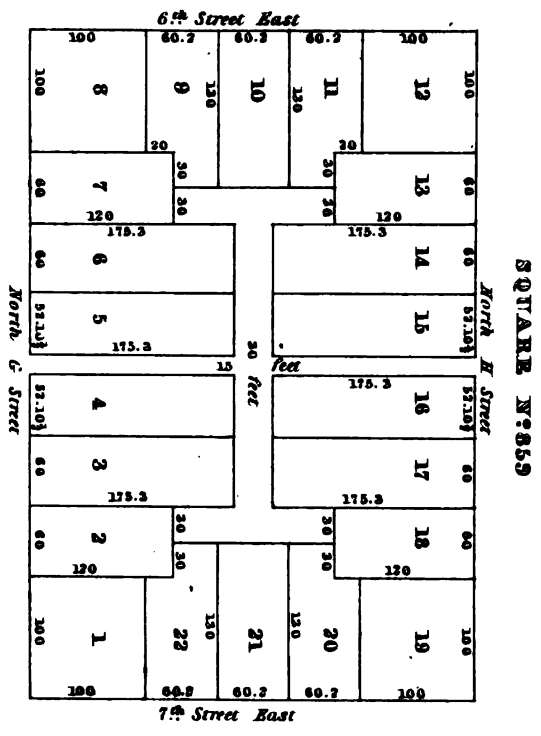 6th Street East
100 60.2 60.2 60.2 100
100 8 9 130 10 130 11 12 100
20 20
30 30
60 7 13 60
30 30
120 120
175.3 175.3
60 6 14 60
52.10½ 5 15 52.10½
175.3
North G Street
North H Street
SQUARE No. 859
15 feet
30 feet
175.3
52.10½ 4 16 52.10½
60 3 17 60
175.3 175.3
30 30
60 2 18 60
30 30
120 120
100 1 22 130 21 130 20 19 100
100 60.2 60.2 60.2 100
7th Street East